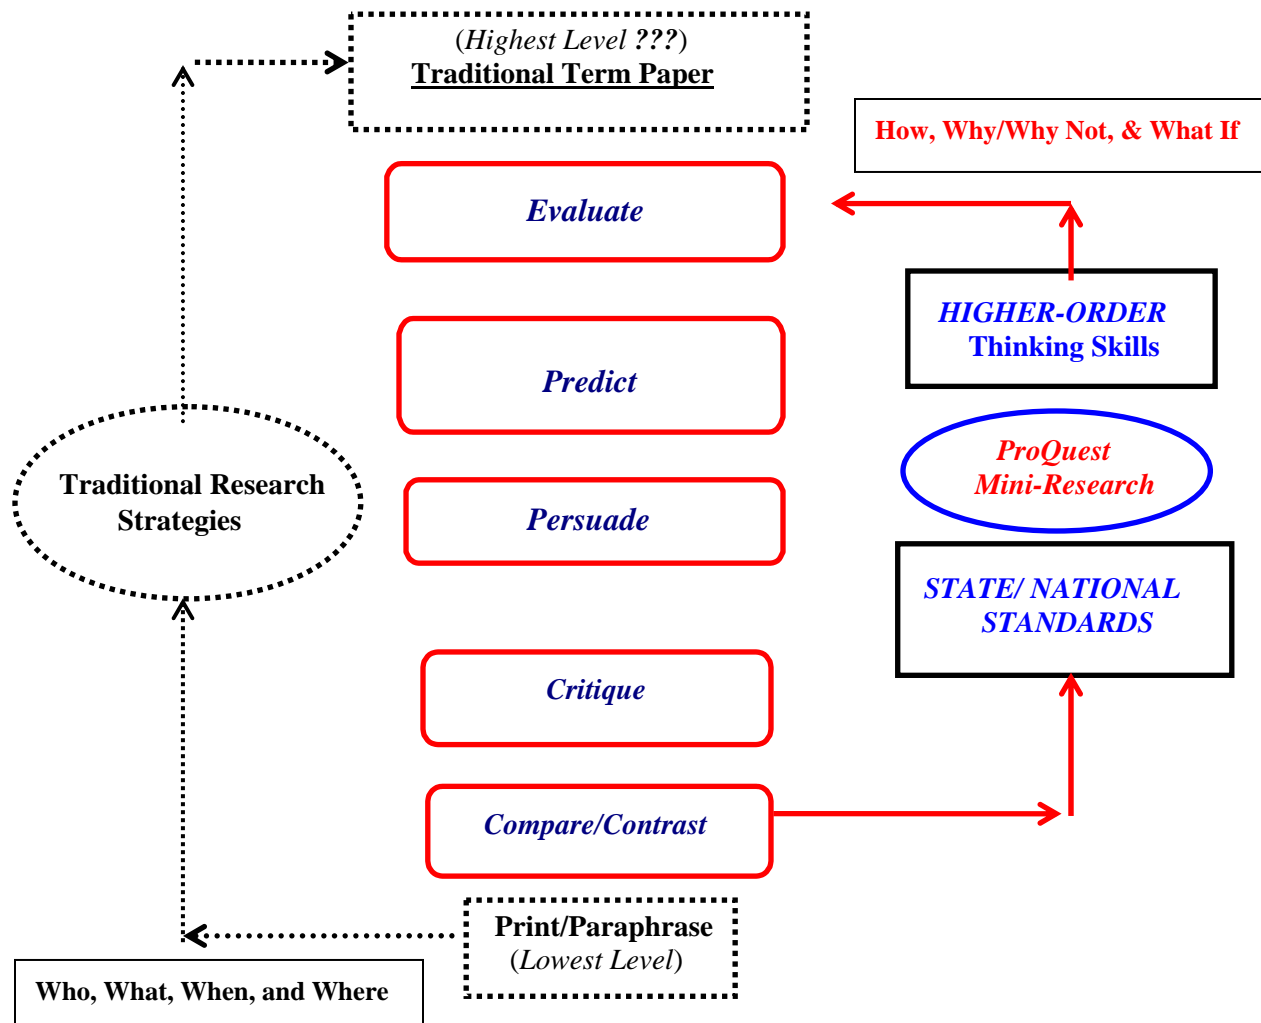 (Highest Level ???)
Traditional Term Paper
How, Why/Why Not, & What If
Evaluate
HIGHER-ORDER
Thinking Skills
Predict
ProQuest
Mini-Research
Traditional Research
Strategies
Persuade
STATE/ NATIONAL
STANDARDS
Critique
Compare/Contrast
Print/Paraphrase
(Lowest Level)
Who, What, When, and Where